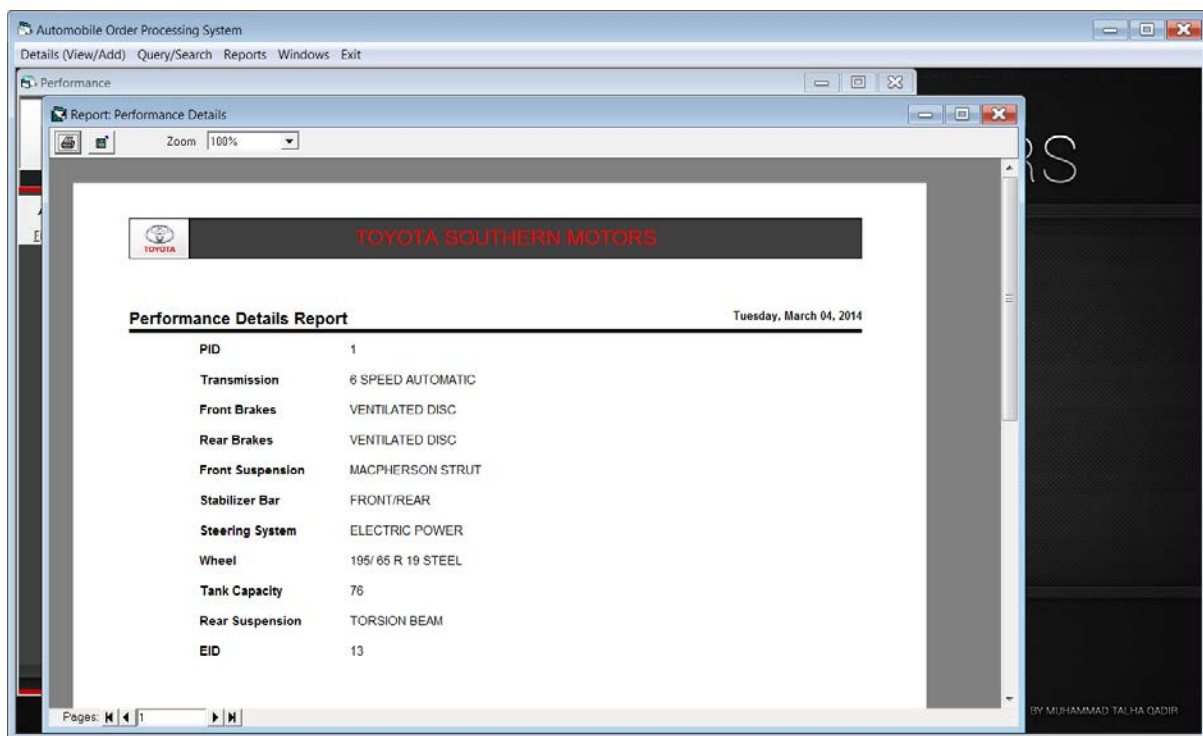 Automobile Order Processing System
Details (View/Add) Query/Search Reports Windows Exit
Performance
Report: Performance Details
Zoom 100%
RS
TOYOTA
TOYOTA SOUTHERN MOTORS
Performance Details Report Tuesday, March 04, 2014
PID 1
Transmission 6 SPEED AUTOMATIC
Front Brakes VENTILATED DISC
Rear Brakes VENTILATED DISC
Front Suspension MACPHERSON STRUT
Stabilizer Bar FRONT/REAR
Steering System ELECTRIC POWER
Wheel 195/ 65 R 19 STEEL
Tank Capacity 76
Rear Suspension TORSION BEAM
EID 13
Pages: 1
BY MUHAMMAD TALHA QADIR